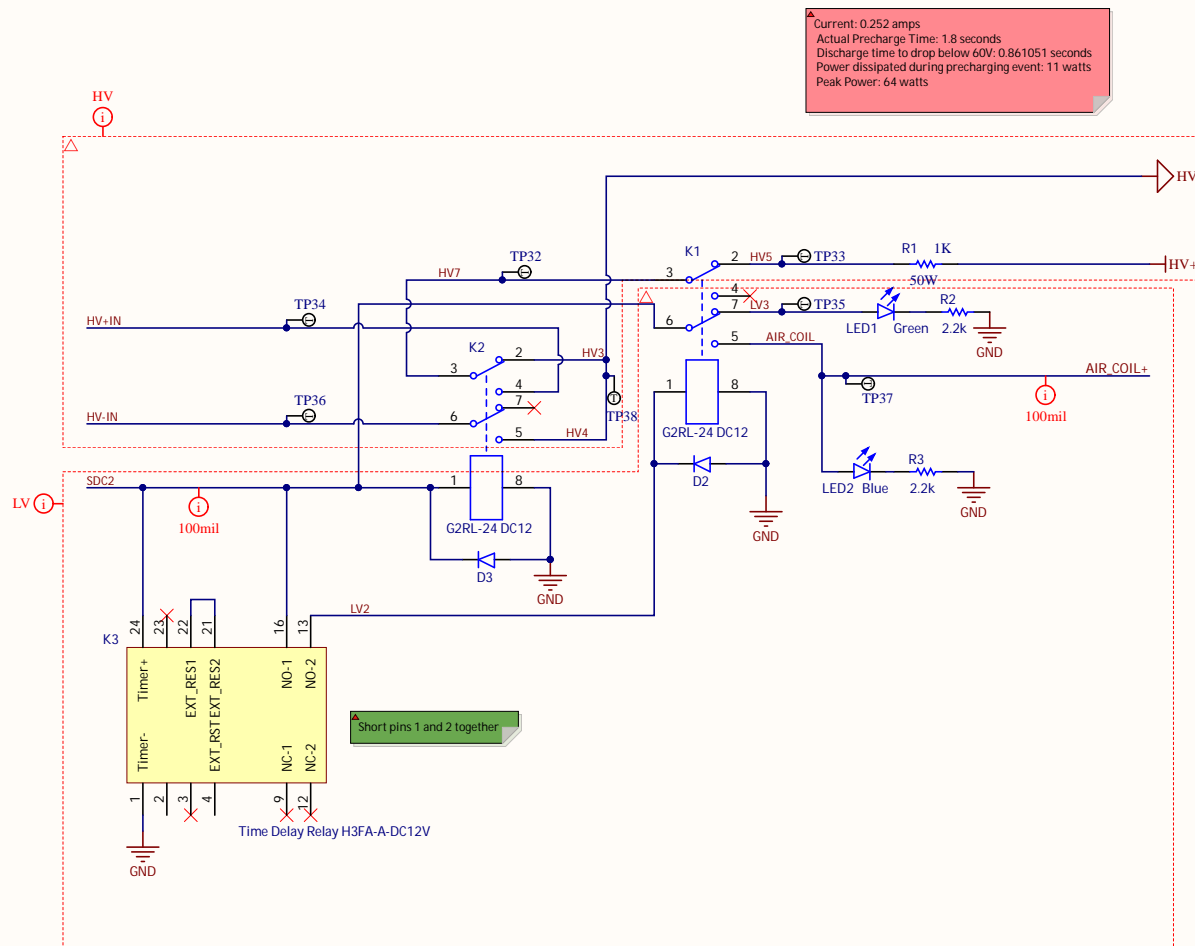 Current: 0.252 amps
Actual Precharge Time: 1.8 seconds
Discharge time to drop below 60V: 0.861051 seconds
Power dissipated during precharging event: 11 watts
Peak Power: 64 watts
HV
i
HV
K1
2
HV5
TP33
R1
1K
50W
HV+
TP32
HV7
3
4
7
LV3
TP35
R2
LED1
Green
2.2k
GND
TP34
HV+IN
6
5
AIR_COIL
K2
2
HV3
3
4
7
TP38
TP36
HV-IN
6
5
HV4
1
8
G2RL-24 DC12
D2
GND
AIR_COIL+
TP37
i
100mil
R3
LED2
Blue
2.2k
GND
SDC2
LV
i
i
100mil
1
8
G2RL-24 DC12
D3
GND
LV2
K3
24
23
22
21
16
13
Timer+
EXT_RES1
EXT_RES2
NO-1
NO-2
Timer-
EXT_RST
NC-1
NC-2
1
2
3
4
9
12
Short pins 1 and 2 together
Time Delay Relay H3FA-A-DC12V
GND